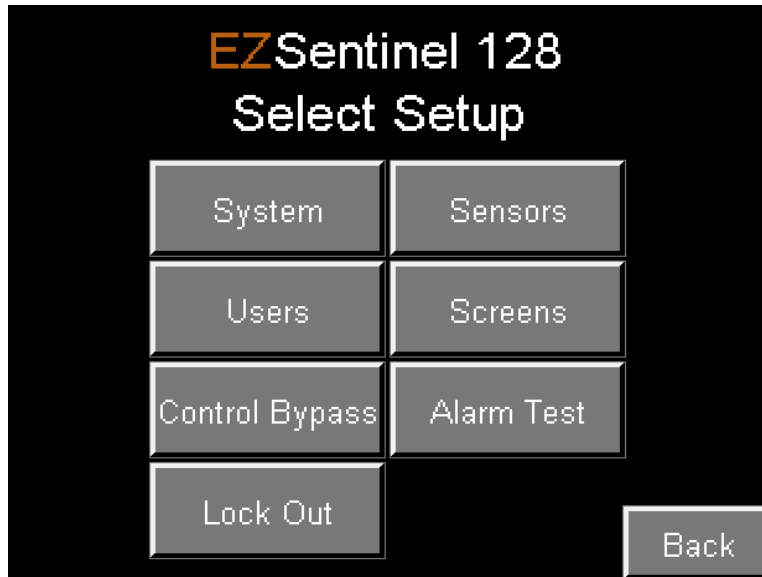 EZSentinel 128
Select Setup
System
Sensors
Users
Screens
Control Bypass
Alarm Test
Lock Out
Back